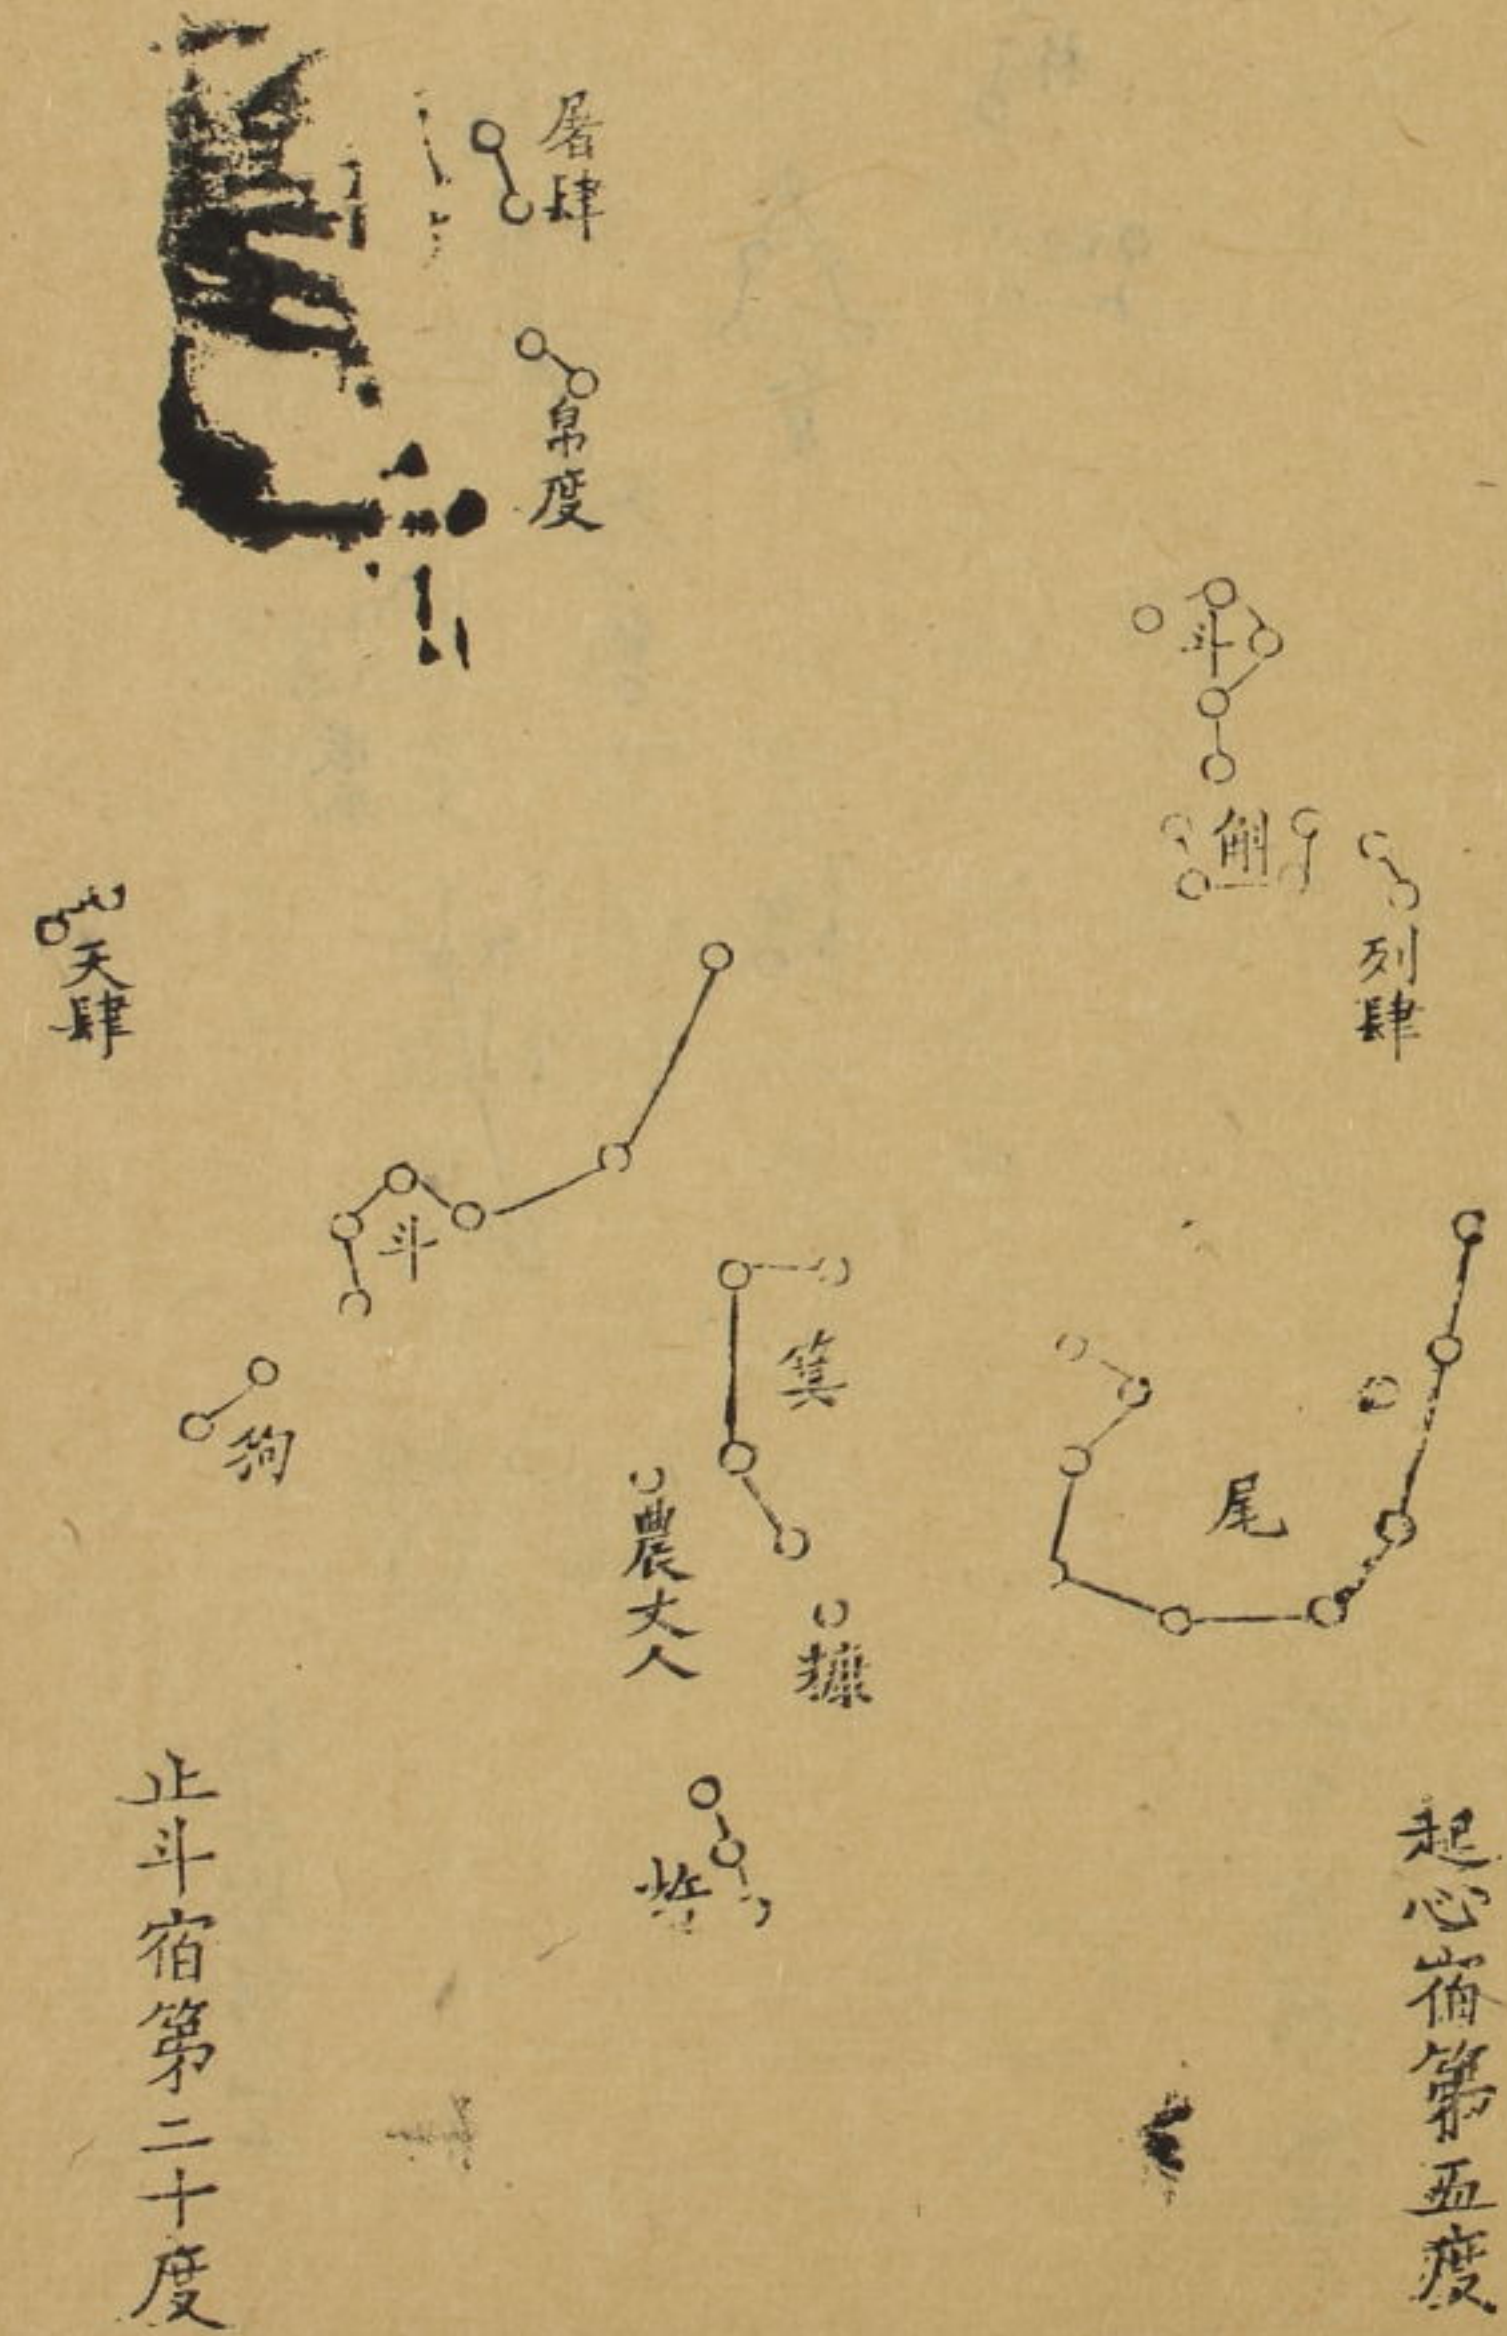 起心宿第五度
列肆
斗
斛
尾
箕
糠
農丈人
杵
屠肆
帛度
斗
狗
天肆
止斗宿第二十度